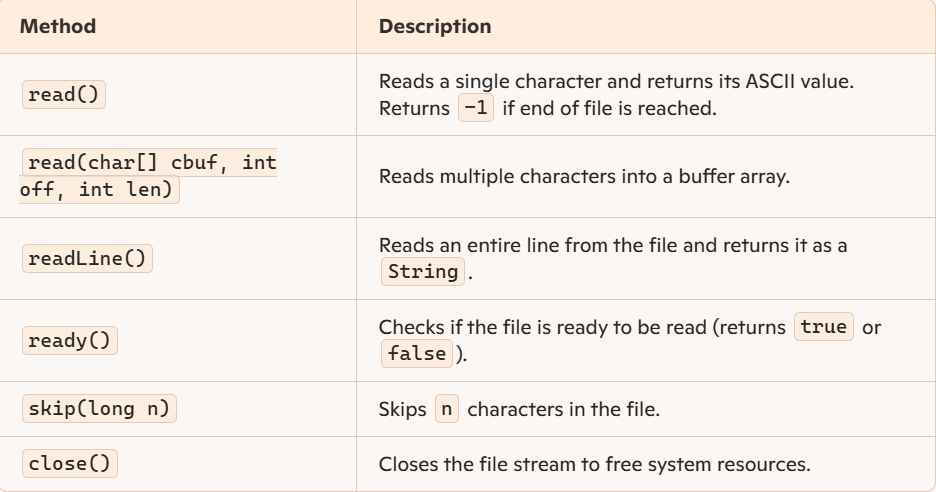 Method Description
read() Reads a single character and returns its ASCII value.
Returns -1 if end of file is reached.
read(char[] cbuf, int
off, int len) Reads multiple characters into a buffer array.
readLine() Reads an entire line from the file and returns it as a
String.
ready() Checks if the file is ready to be read (returns true or
false).
skip(long n) Skips n characters in the file.
close() Closes the file stream to free system resources.